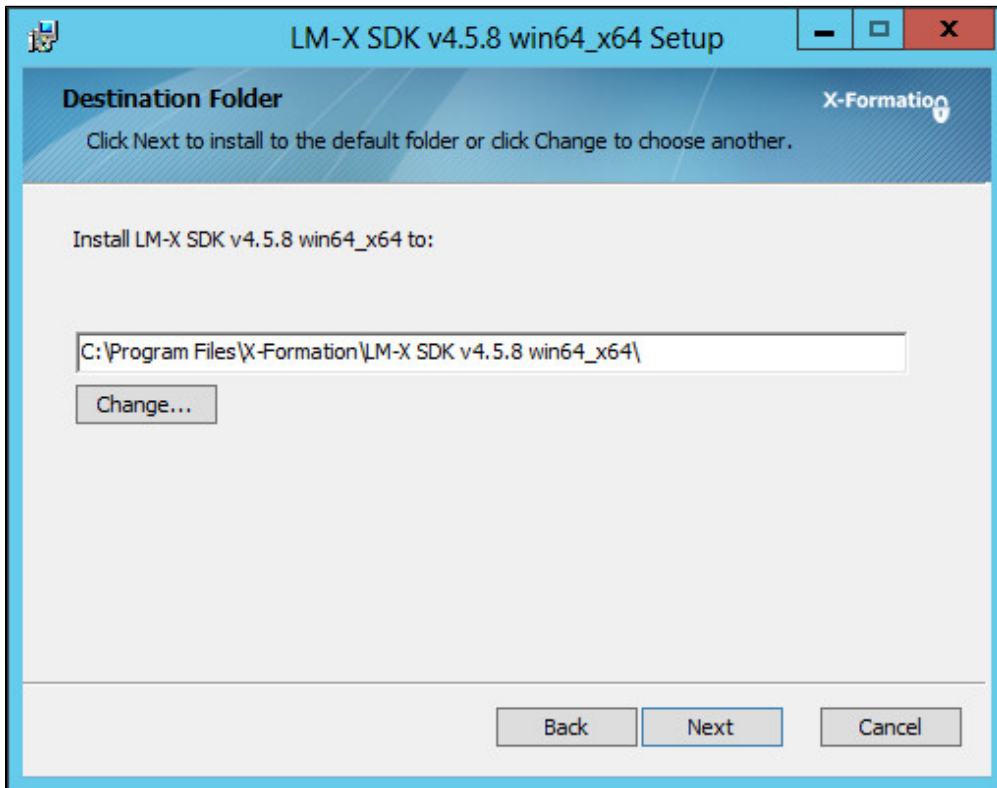 LM-X SDK v4.5.8 win64_x64 Setup
Destination Folder
X-Formation
Click Next to install to the default folder or click Change to choose another.
Install LM-X SDK v4.5.8 win64_x64 to:
C:\Program Files\X-Formation\LM-X SDK v4.5.8 win64_x64\
Change...
Back
Next
Cancel